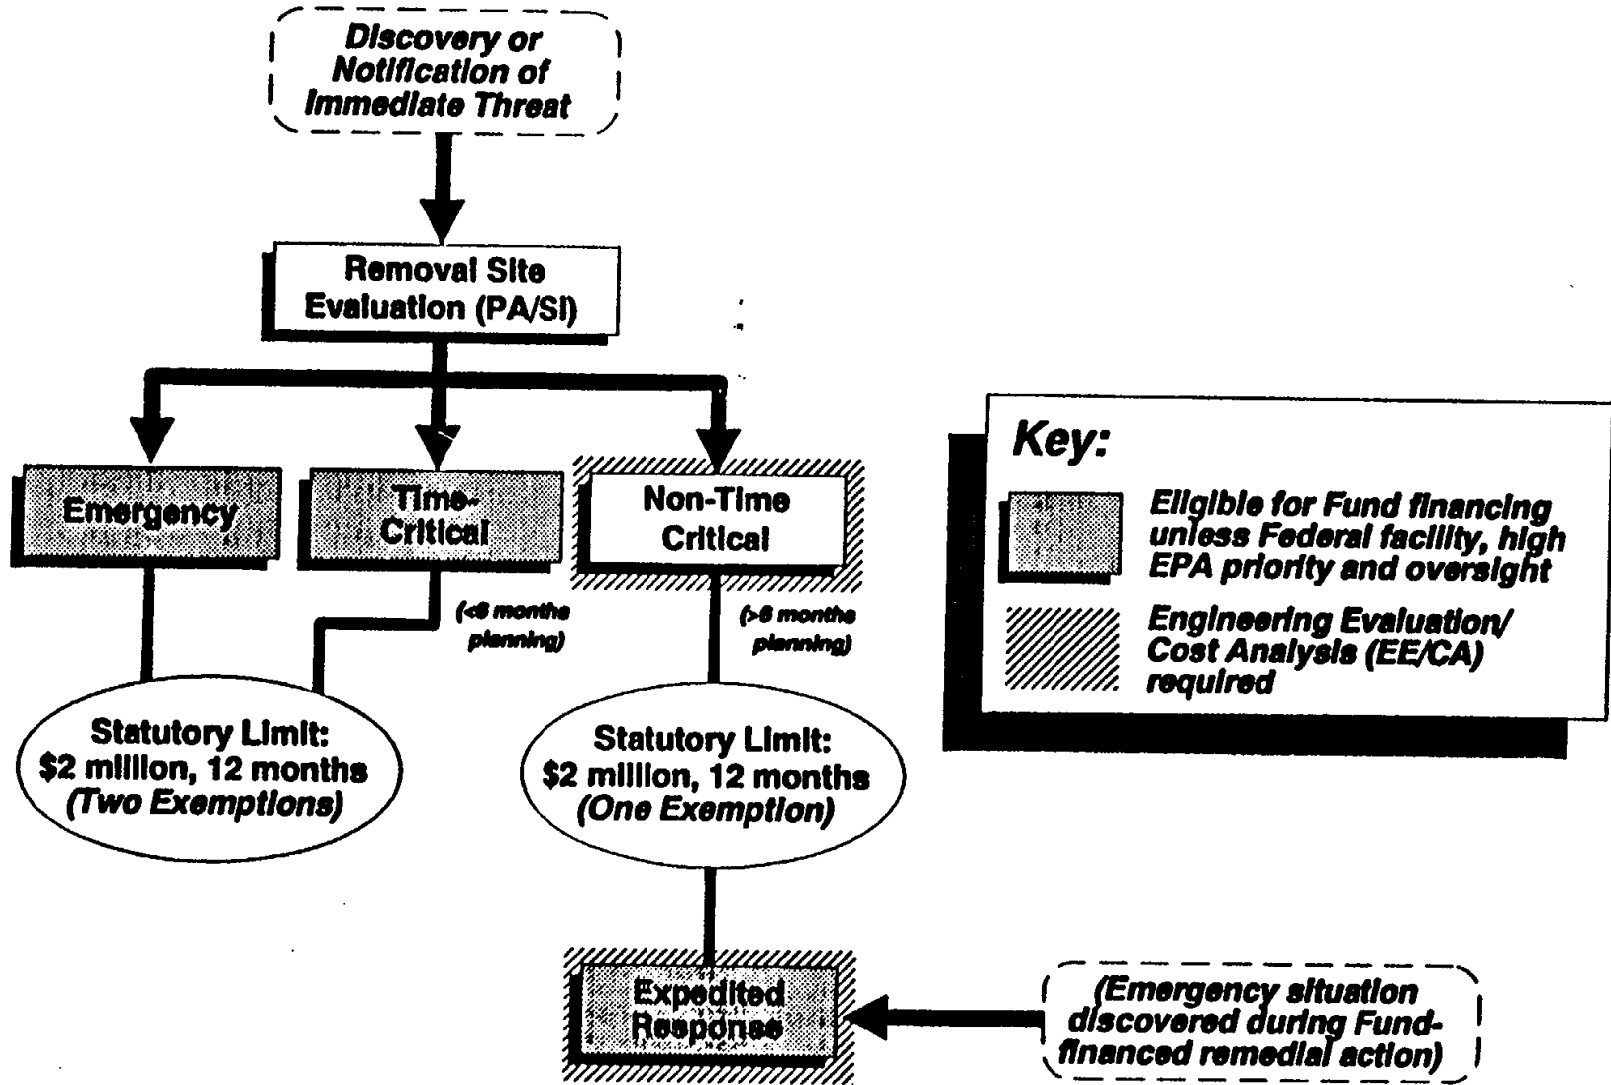 Discovery or
Notification of
Immediate Threat
Removal Site
Evaluation (PA/SI)
Emergency
Time-
Critical
Non-Time
Critical
(<6 months
planning)
(>6 months
planning)
Statutory Limit:
$2 million, 12 months
(Two Exemptions)
Statutory Limit:
$2 million, 12 months
(One Exemption)
Expedited
Response
(Emergency situation
discovered during Fund-
financed remedial action)
Key:
Eligible for Fund financing
unless Federal facility, high
EPA priority and oversight
Engineering Evaluation/
Cost Analysis (EE/CA)
required